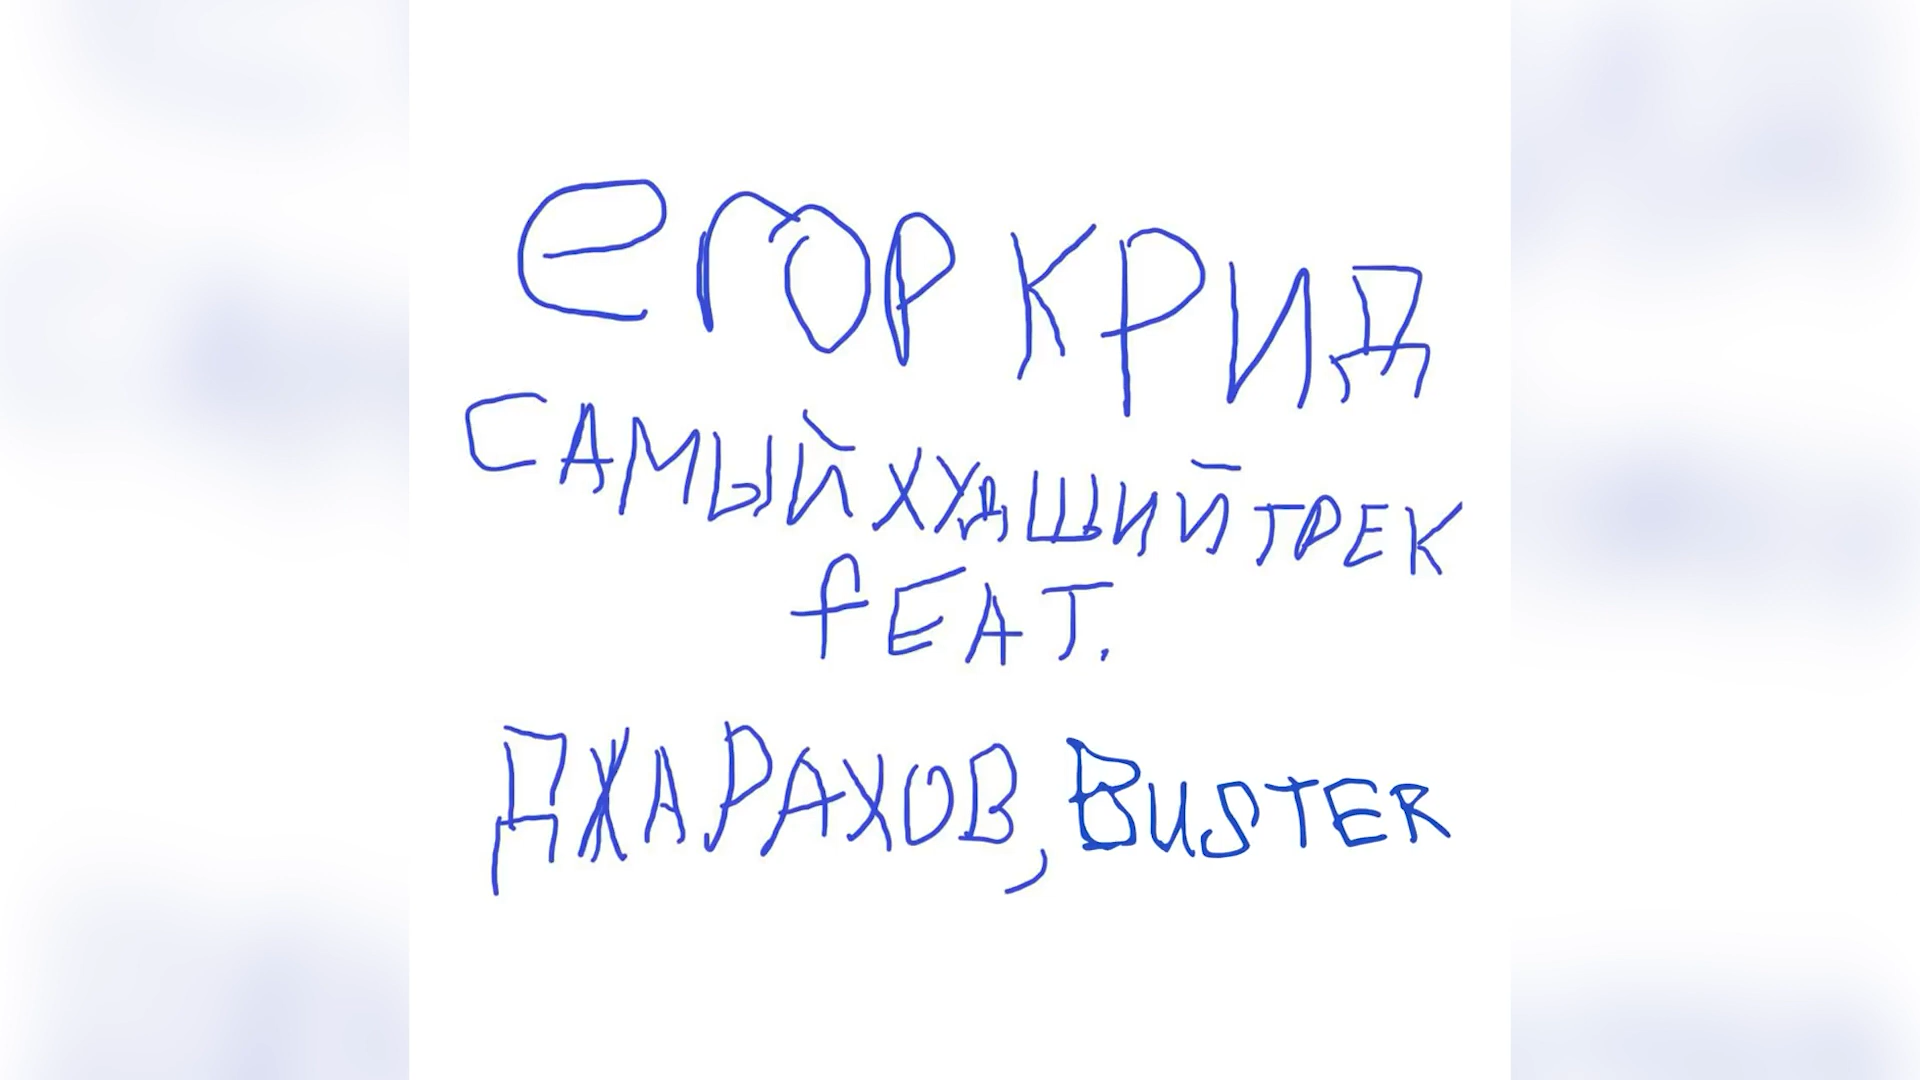 егор КРИД
САМЫЙ ХУДШИЙ ТРЕК
fEAT.
ДЖАРАХОВ, BUSTER